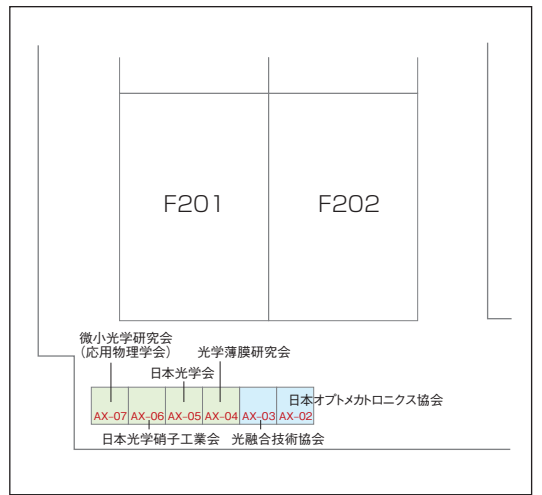 F201
F202
微小光学研究会
(応用物理学会)
光学薄膜研究会
日本光学会
日本オプトメカトロニクス協会
AX-07
AX-06
AX-05
AX-04
AX-03
AX-02
日本光学硝子工業会
光融合技術協会